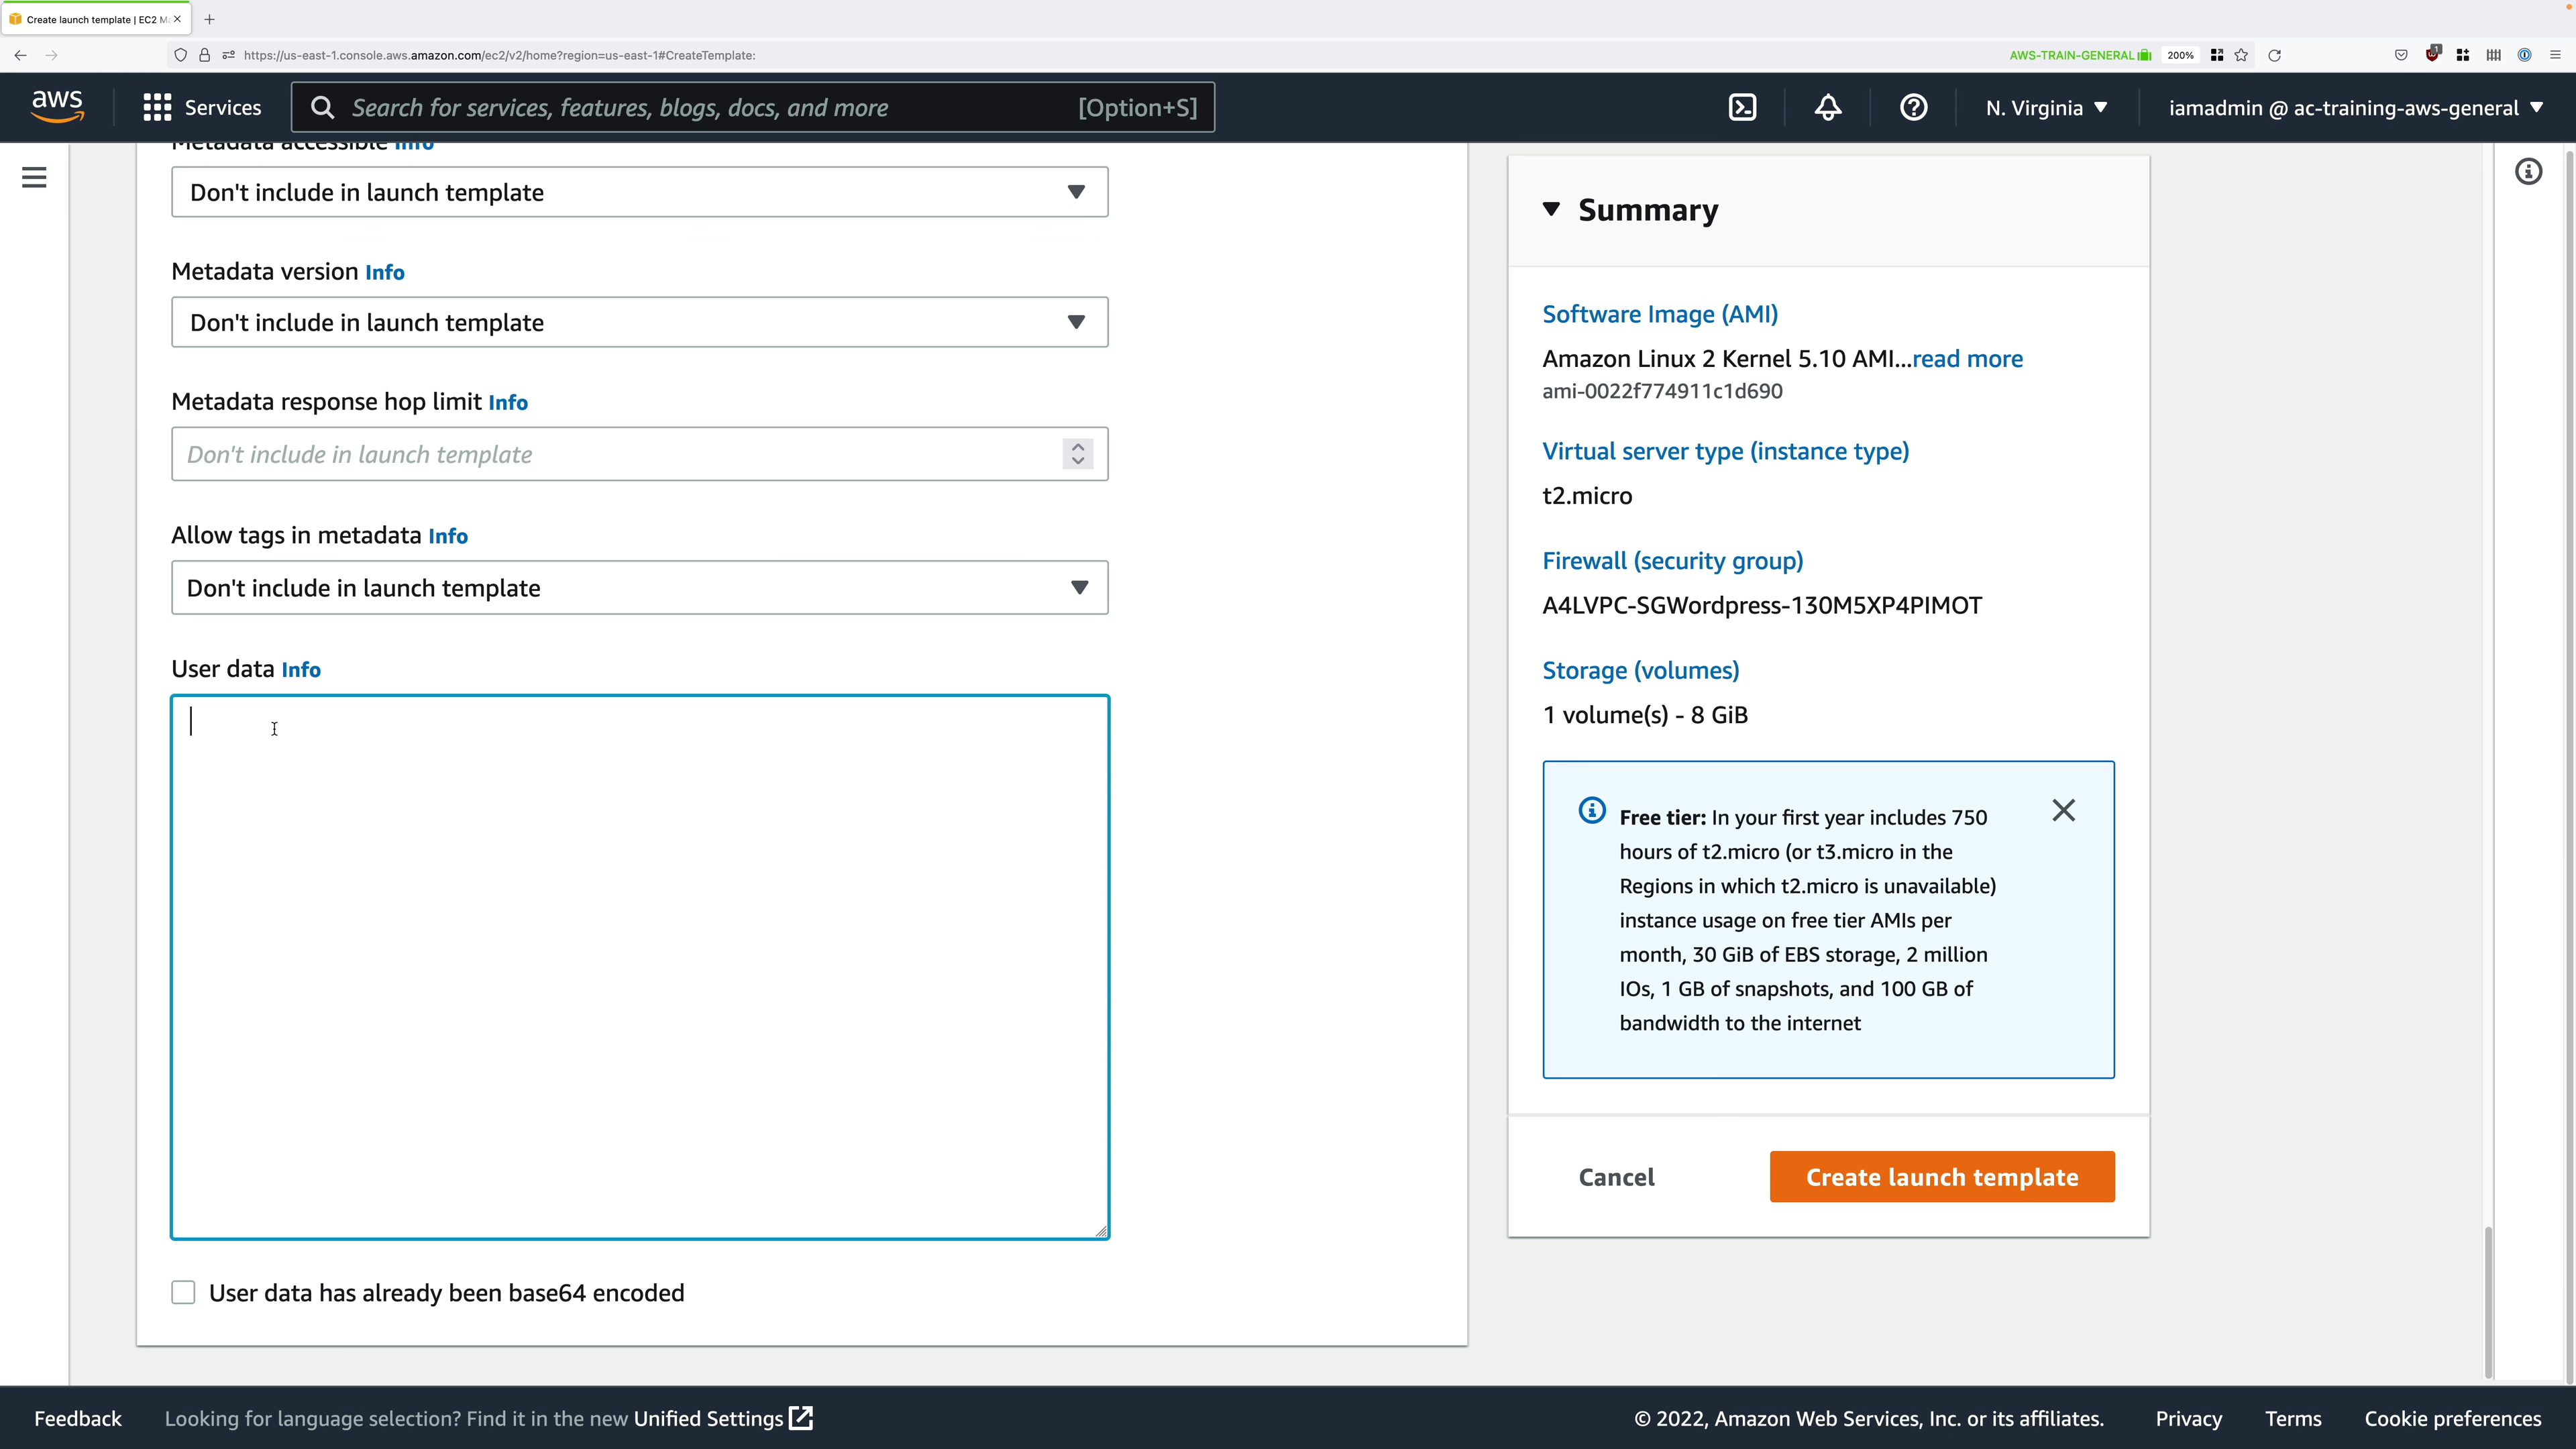 Create launch template | EC2 M
https://us-east-1.console.aws.amazon.com/ec2/v2/home?region=us-east-1#CreateTemplate:
AWS-TRAIN-GENERAL
200%
1
aws
Services
Search for services, features, blogs, docs, and more
[Option+S]
N. Virginia
iamadmin @ ac-training-aws-general
Metadata accessible Info
Don't include in launch template
Metadata version Info
Don't include in launch template
Metadata response hop limit Info
Don't include in launch template
Allow tags in metadata Info
Don't include in launch template
User data Info
User data has already been base64 encoded
Summary
Software Image (AMI)
Amazon Linux 2 Kernel 5.10 AMI...read more
ami-0022f774911c1d690
Virtual server type (instance type)
t2.micro
Firewall (security group)
A4LVPC-SGWordpress-130M5XP4PIMOT
Storage (volumes)
1 volume(s) - 8 GiB
Free tier: In your first year includes 750
hours of t2.micro (or t3.micro in the
Regions in which t2.micro is unavailable)
instance usage on free tier AMIs per
month, 30 GiB of EBS storage, 2 million
IOs, 1 GB of snapshots, and 100 GB of
bandwidth to the internet
Cancel
Create launch template
Feedback
Looking for language selection? Find it in the new Unified Settings
© 2022, Amazon Web Services, Inc. or its affiliates.
Privacy
Terms
Cookie preferences